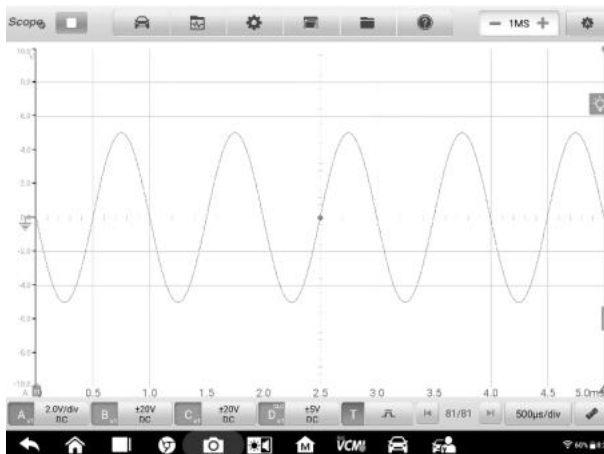 Scope
1MS
10.0
8.0
6.0
4.0
2.0
0.0
-2.0
-4.0
-6.0
-8.0
-10.0
A 0.5 1.0 1.5 2.0 2.5 3.0 3.5 4.0 4.5 5.0ms
A 2.0V/div DC B ±20V DC C ±20V DC D ±5V DC T 81/81 500µs/div
M VCMI 60%